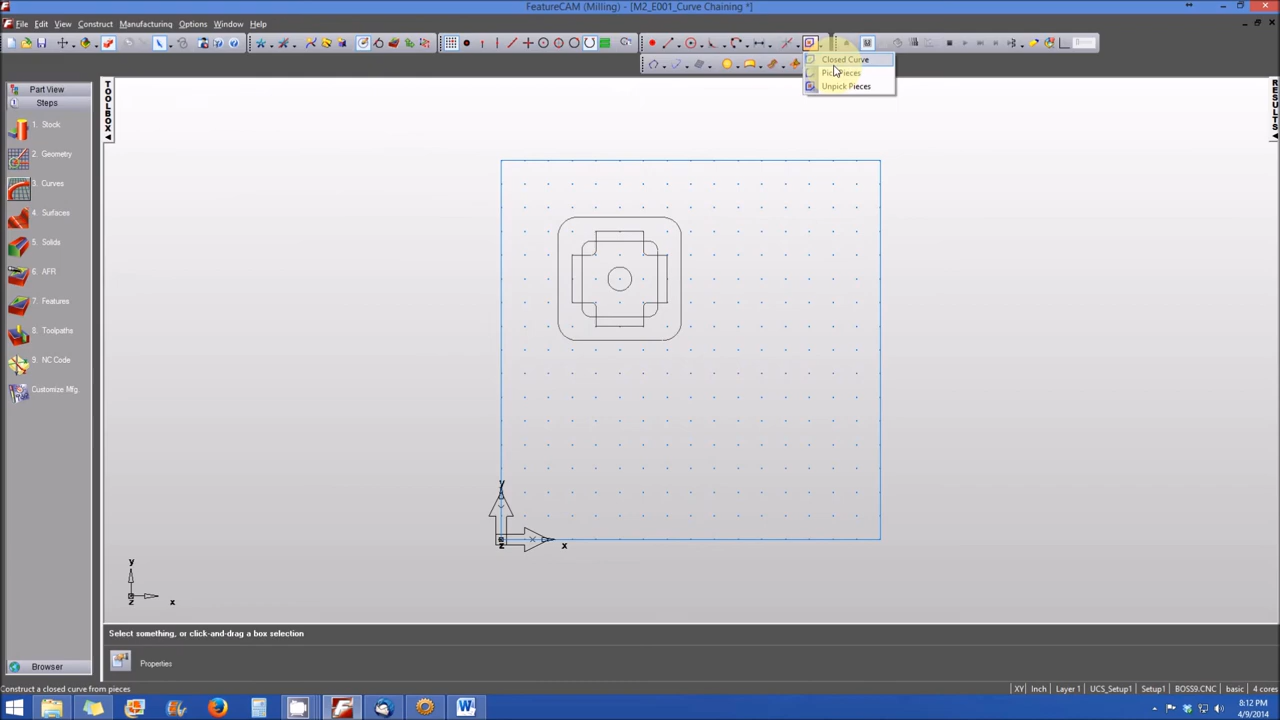 FeatureCAM (Milling) - [M2_E001_Curve Chaining *]
File Edit View Construct Manufacturing Options Window Help
Closed Curve
Pick Pieces
Unpick Pieces
TOOLBOX
RESULTS
Part View
Steps
1. Stock
2. Geometry
3. Curves
4. Surfaces
5. Solids
6. AFR
7. Features
8. Toolpaths
9. NC Code
Customize Mfg.
y
z
x
y
z
x
Select something, or click-and-drag a box selection
Browser
Properties
Construct a closed curve from pieces
XY Inch Layer 1 UCS_Setup1 Setup1 BOSS9.CNC basic 4 cores
8:12 PM
4/9/2014